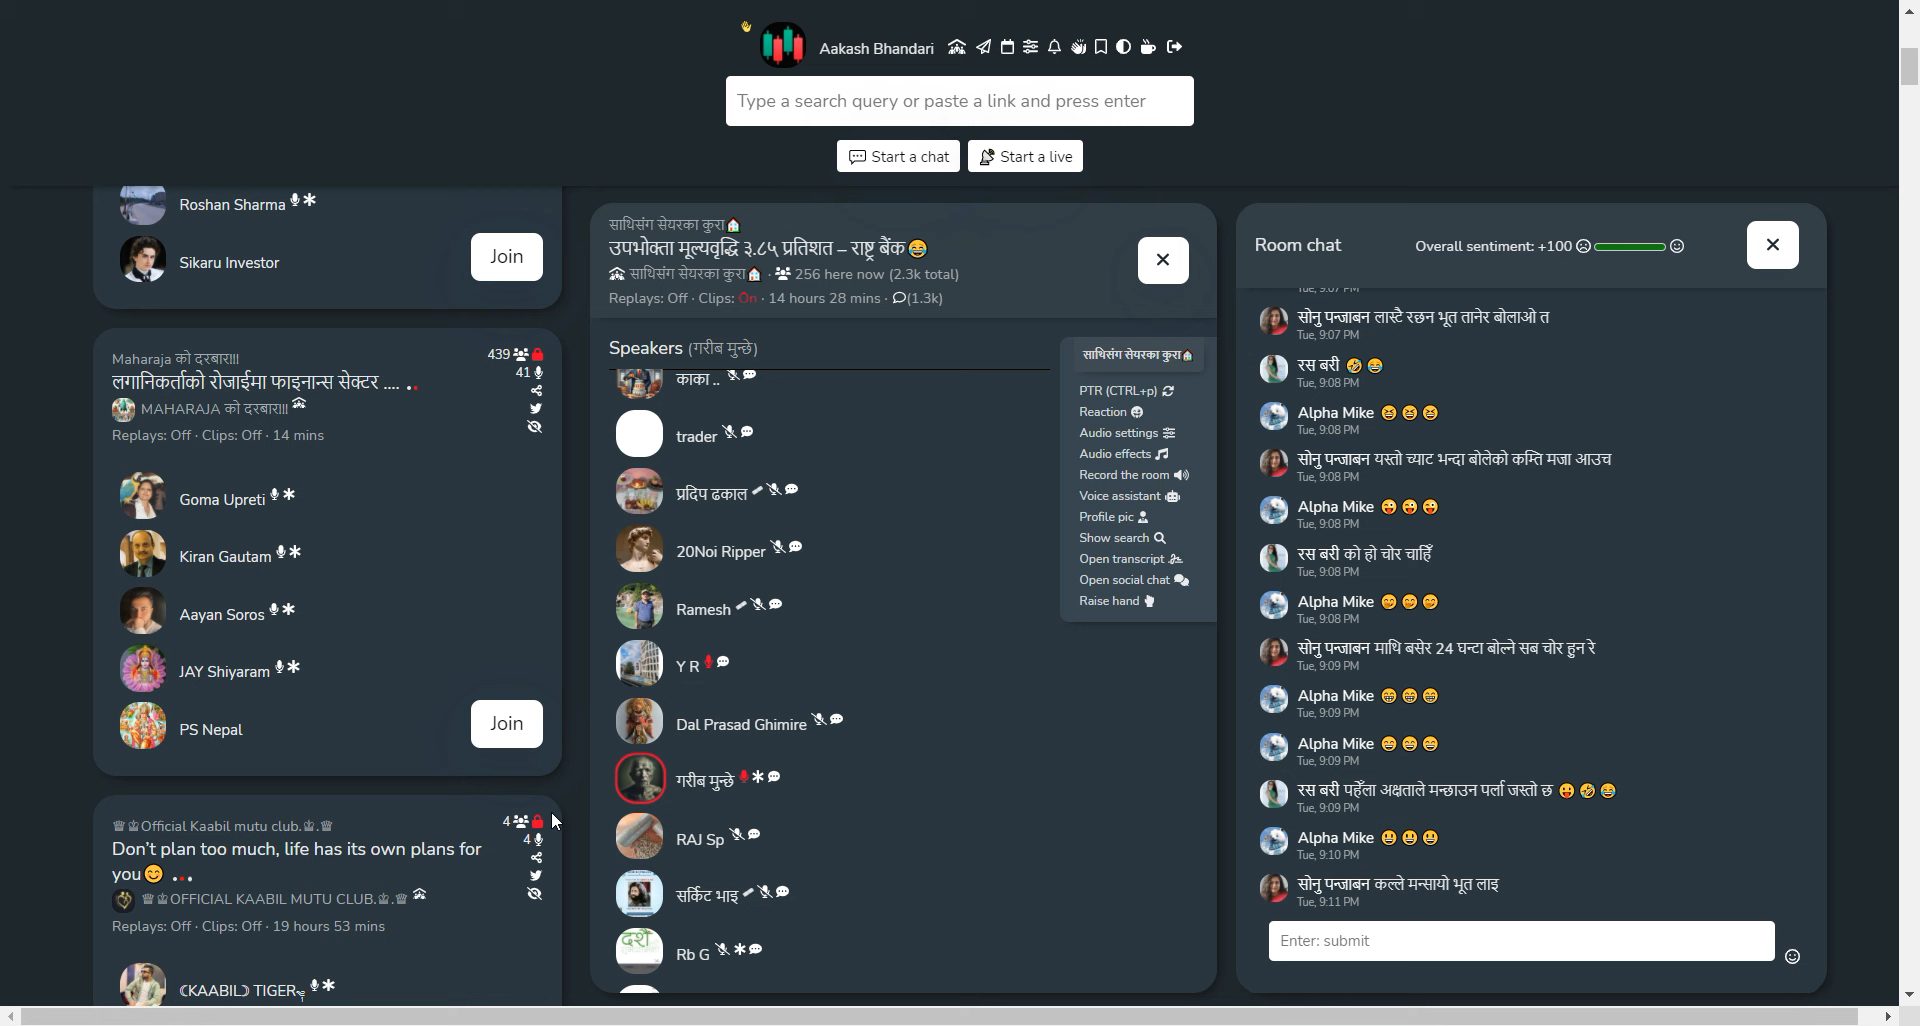 Aakash Bhandari
Type a search query or paste a link and press enter
Start a chat
Start a live
Roshan Sharma
Sikaru Investor
Join
Maharaja को दरबार!!!
439
लगानिकर्ताको रोजाईमा फाइनान्स सेक्टर ....
41
MAHARAJA को दरबार!!!
Replays: Off · Clips: Off · 14 mins
Goma Upreti
Kiran Gautam
Aayan Soros
JAY Shiyaram
PS Nepal
Join
♕♔Official Kaabil mutu club.♔.♕
4
Don't plan too much, life has its own plans for
4
you😊
♕♔OFFICIAL KAABIL MUTU CLUB.♔.♕
Replays: Off · Clips: Off · 19 hours 53 mins
☾KAABIL☽ TIGER
साथिसंग सेयरका कुरा🏠
उपभोक्ता मूल्यवृद्धि ३.८५ प्रतिशत – राष्ट्र बैंक😂
साथिसंग सेयरका कुरा🏠 · 256 here now (2.3k total)
Replays: Off · Clips: On · 14 hours 28 mins · (1.3k)
Speakers (गरीब मुन्छे)
काका ..
trader
प्रदिप ढकाल
20Noi Ripper
Ramesh
Y R
Dal Prasad Ghimire
गरीब मुन्छे
RAJ Sp
सर्किट भाइ
Rb G
साथिसंग सेयरका कुरा🏠
PTR (CTRL+p)
Reaction
Audio settings
Audio effects
Record the room
Voice assistant
Profile pic
Show search
Open transcript
Open social chat
Raise hand
Room chat
Overall sentiment: +100
Tue, 9:07 PM
सोनु पन्जाबन लास्टै रछन भूत तानेर बोलाओ त
Tue, 9:07 PM
रस बरी 🤣 😂
Tue, 9:08 PM
Alpha Mike 😆 😆 😆
Tue, 9:08 PM
सोनु पन्जाबन यस्तो च्याट भन्दा बोलेको कम्ति मजा आउच
Tue, 9:08 PM
Alpha Mike 😜 😜 😜
Tue, 9:08 PM
रस बरी को हो चोर चाहिँ
Tue, 9:08 PM
Alpha Mike 🤭 🤭 🤭
Tue, 9:08 PM
सोनु पन्जाबन माथि बसेर 24 घन्टा बोल्ने सब चोर हुन रे
Tue, 9:09 PM
Alpha Mike 😁 😁 😁
Tue, 9:09 PM
Alpha Mike 😄 😄 😄
Tue, 9:09 PM
रस बरी पहेँला अक्षताले मन्छाउन पर्ला जस्तो छ 😜 🤣 😂
Tue, 9:09 PM
Alpha Mike 😃 😃 😃
Tue, 9:10 PM
सोनु पन्जाबन कल्ले मन्सायो भूत लाइ
Tue, 9:11 PM
Enter: submit